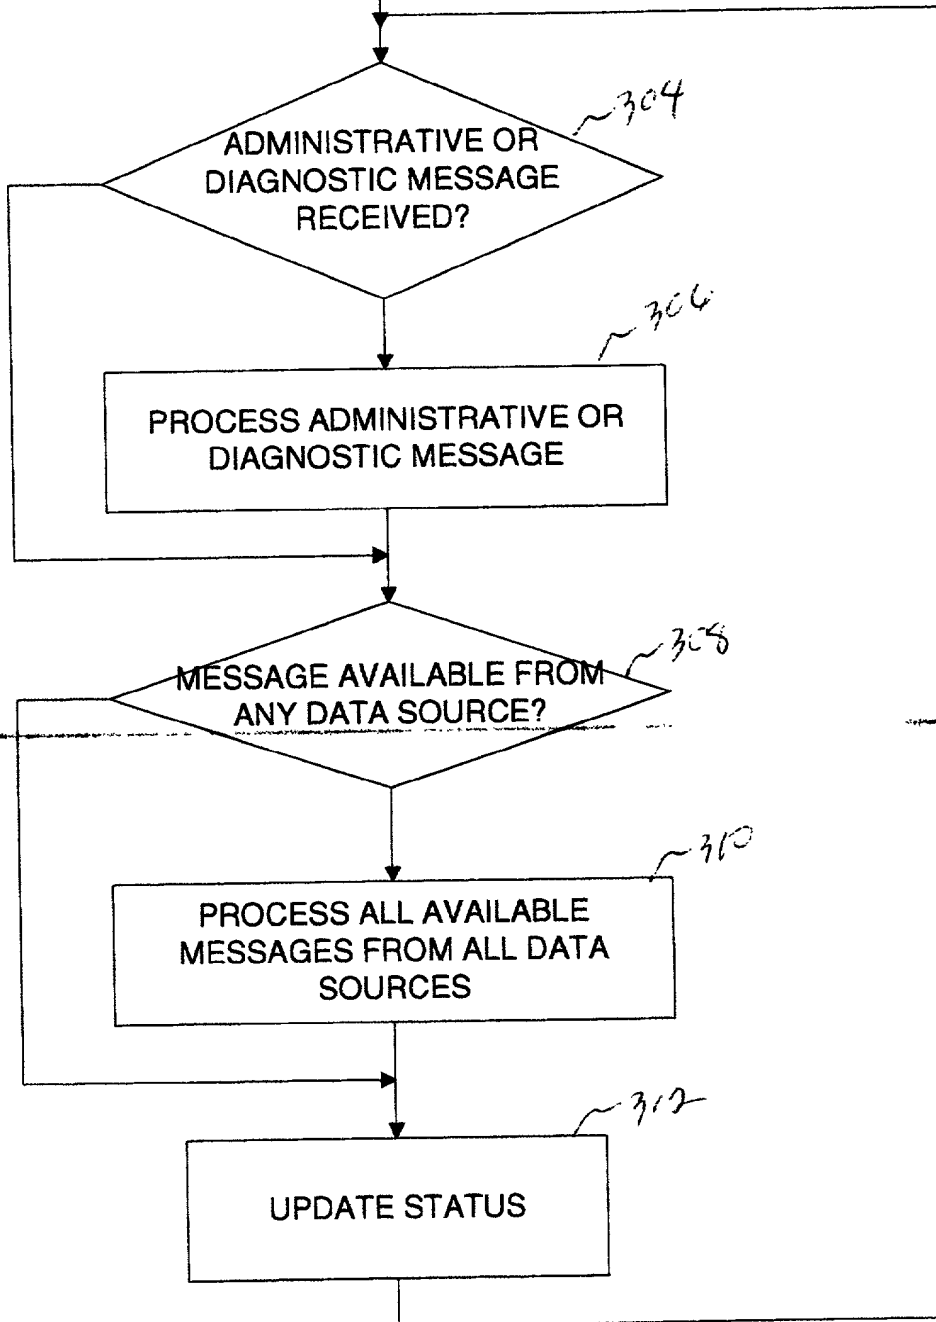 304
ADMINISTRATIVE OR
DIAGNOSTIC MESSAGE
RECEIVED?
306
PROCESS ADMINISTRATIVE OR
DIAGNOSTIC MESSAGE
308
MESSAGE AVAILABLE FROM
ANY DATA SOURCE?
310
PROCESS ALL AVAILABLE
MESSAGES FROM ALL DATA
SOURCES
312
UPDATE STATUS